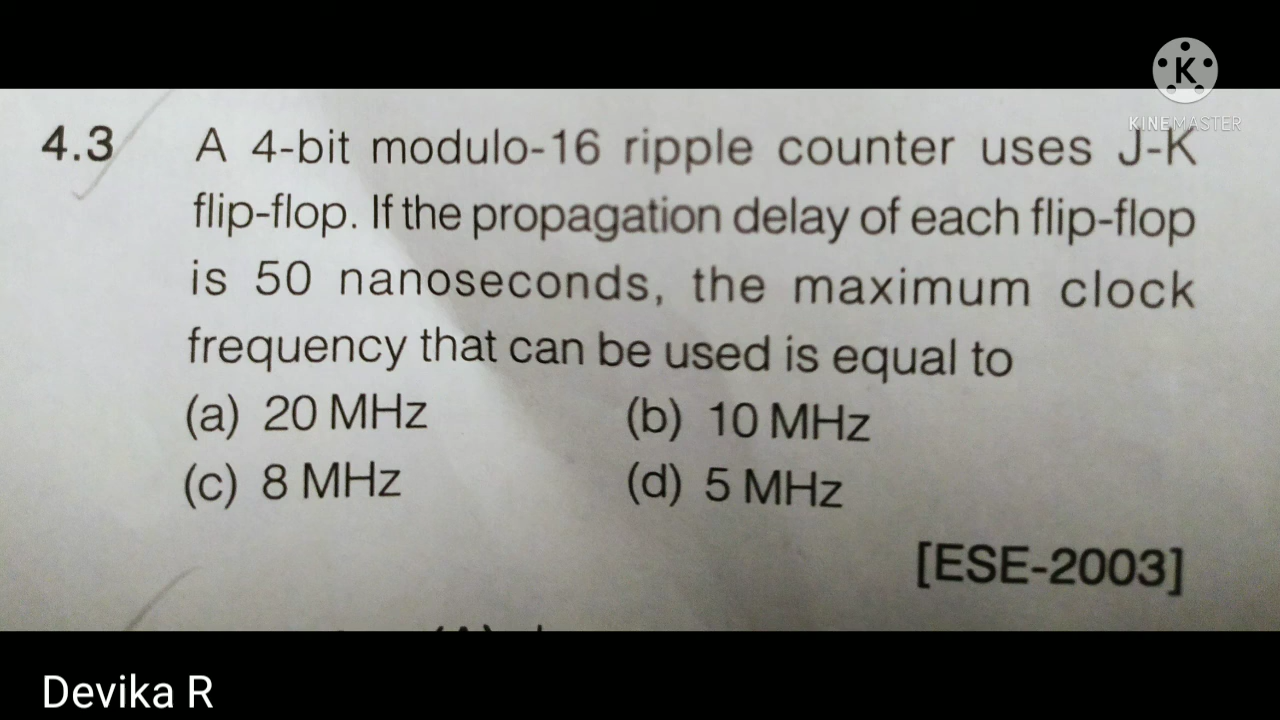 K
KINEMASTER
4.3 A 4-bit modulo-16 ripple counter uses J-K
flip-flop. If the propagation delay of each flip-flop
is 50 nanoseconds, the maximum clock
frequency that can be used is equal to
(a) 20 MHz (b) 10 MHz
(c) 8 MHz (d) 5 MHz
[ESE-2003]
Devika R